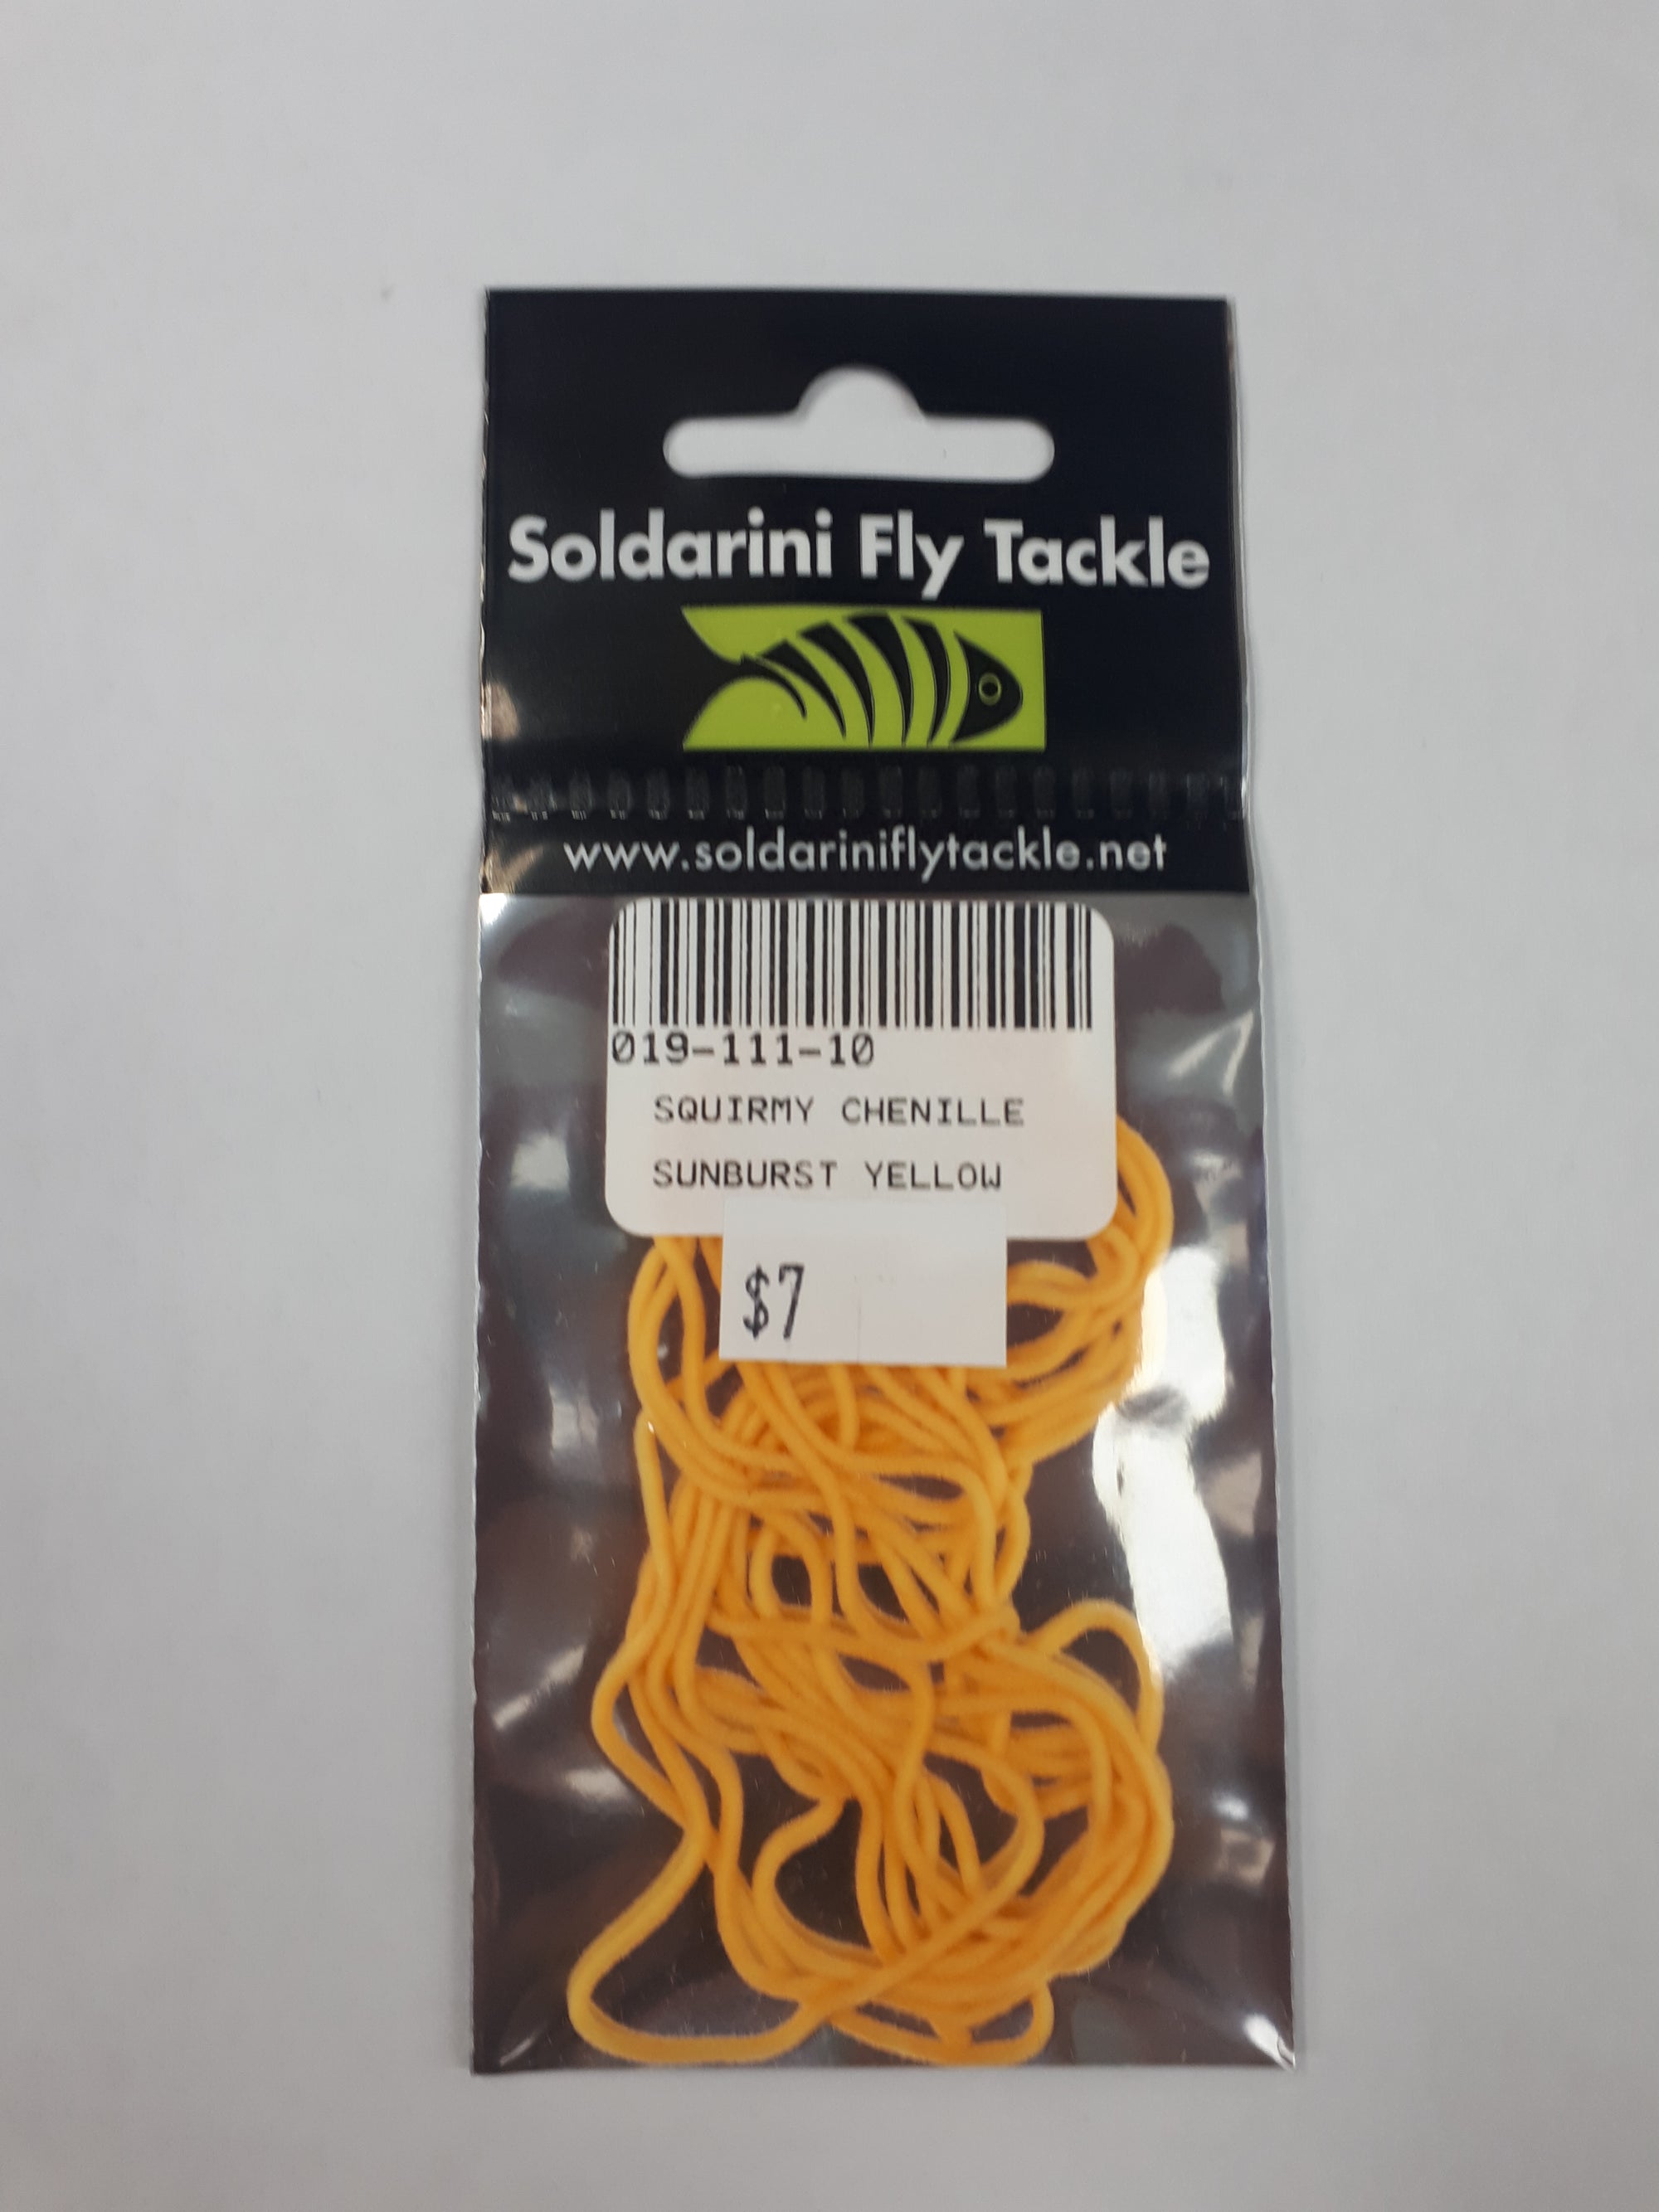 Soldarini Fly Tackle
www.soldariniflytackle.net
019-111-10
SQUIRMY CHENILLE
SUNBURST YELLOW
$7